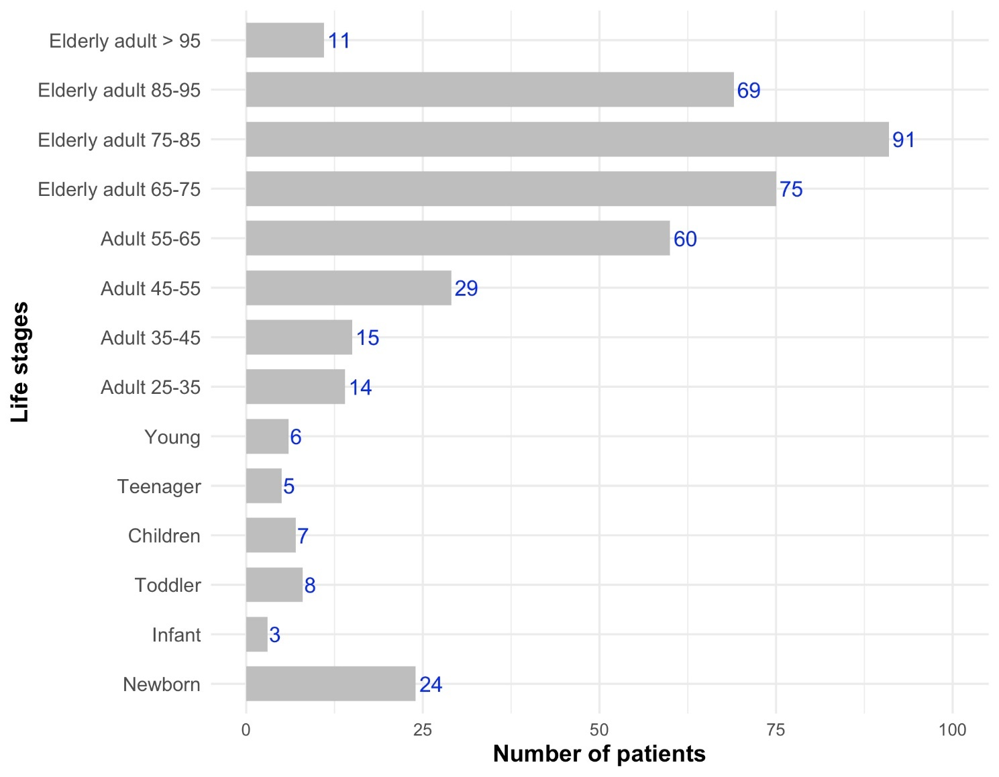 Life stages
Elderly adult > 95 11
Elderly adult 85-95 69
Elderly adult 75-85 91
Elderly adult 65-75 75
Adult 55-65 60
Adult 45-55 29
Adult 35-45 15
Adult 25-35 14
Young 6
Teenager 5
Children 7
Toddler 8
Infant 3
Newborn 24
0 25 50 75 100
Number of patients